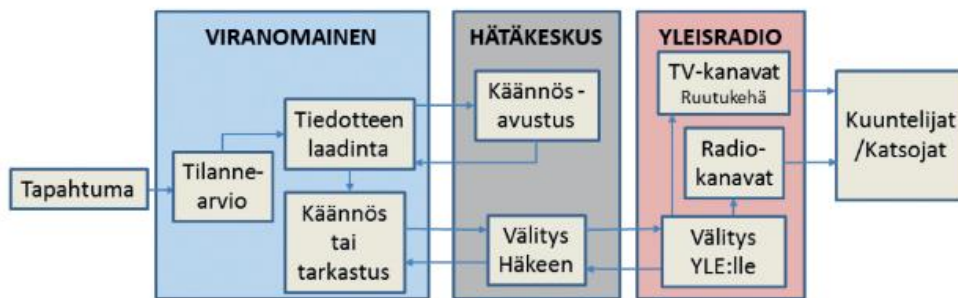 VIRANOMAINEN
HÄTÄKESKUS
YLEISRADIO
Tapahtuma
Tilanne-
arvio
Tiedotteen
laadinta
Käännös
tai
tarkastus
Käännös-
avustus
Välitys
Häkeen
TV-kanavat
Ruutukehä
Radio-
kanavat
Välitys
YLE:lle
Kuuntelijat
/Katsojat